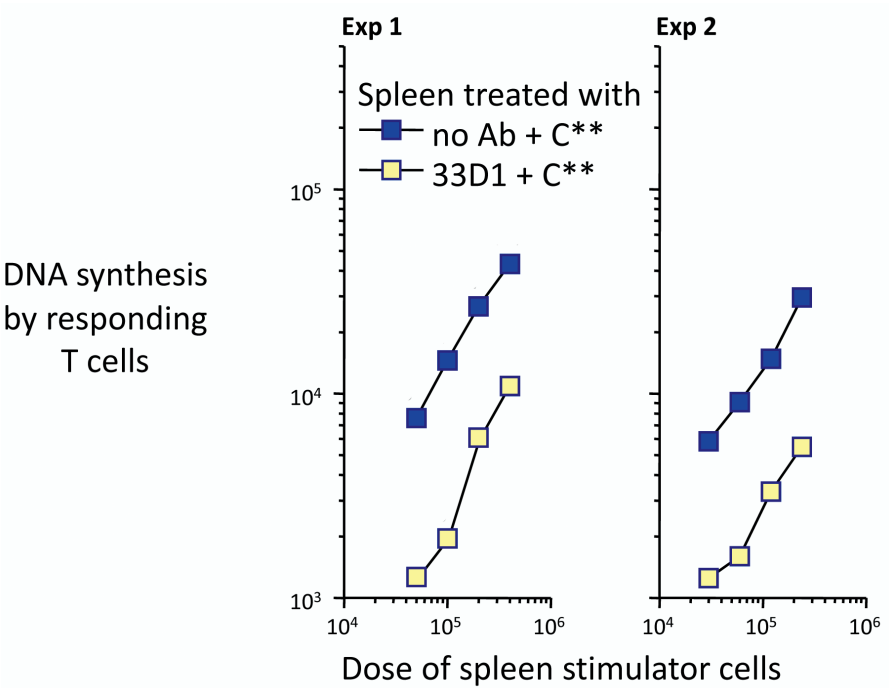 Exp 1
Exp 2
Spleen treated with
no Ab + C**
33D1 + C**
DNA synthesis
by responding
T cells
10⁵
10⁴
10³
10⁴ 10⁵ 10⁶
10⁴ 10⁵ 10⁶
Dose of spleen stimulator cells